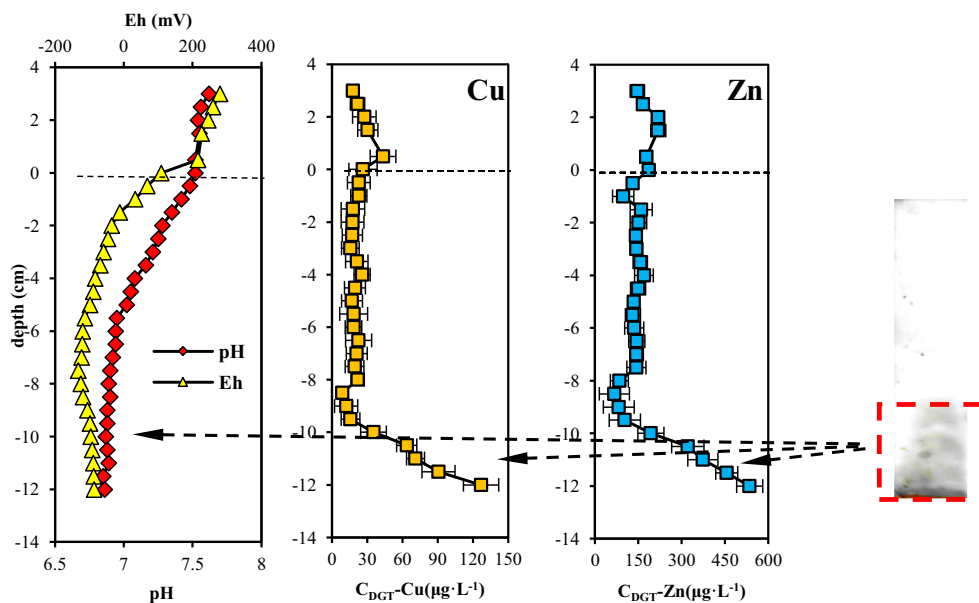 Eh (mV)
-200 0 200 400
4
2
0
-2
-4
-6
-8
-10
-12
-14
depth (cm)
pH
Eh
6.5 7 7.5 8
pH
Cu
4
2
0
-2
-4
-6
-8
-10
-12
-14
0 30 60 90 120 150
C_DGT-Cu(µg·L⁻¹)
Zn
4
2
0
-2
-4
-6
-8
-10
-12
-14
0 150 300 450 600
C_DGT-Zn(µg·L⁻¹)